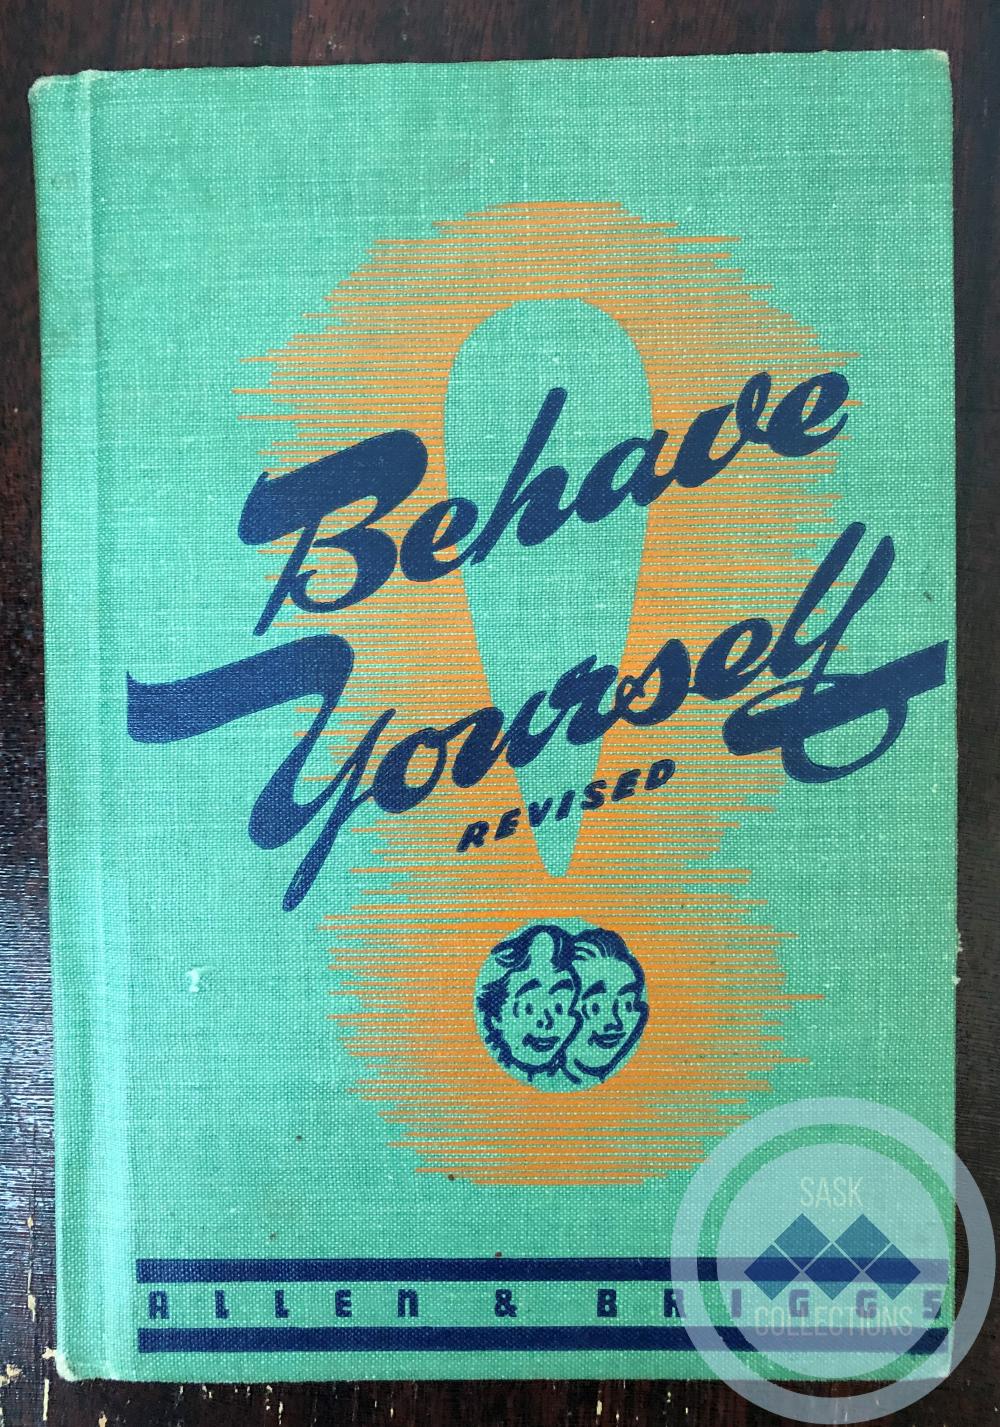 Behave
Yourself
REVISED
ALLEN & BRIGGS
SASK
COLLECTIONS